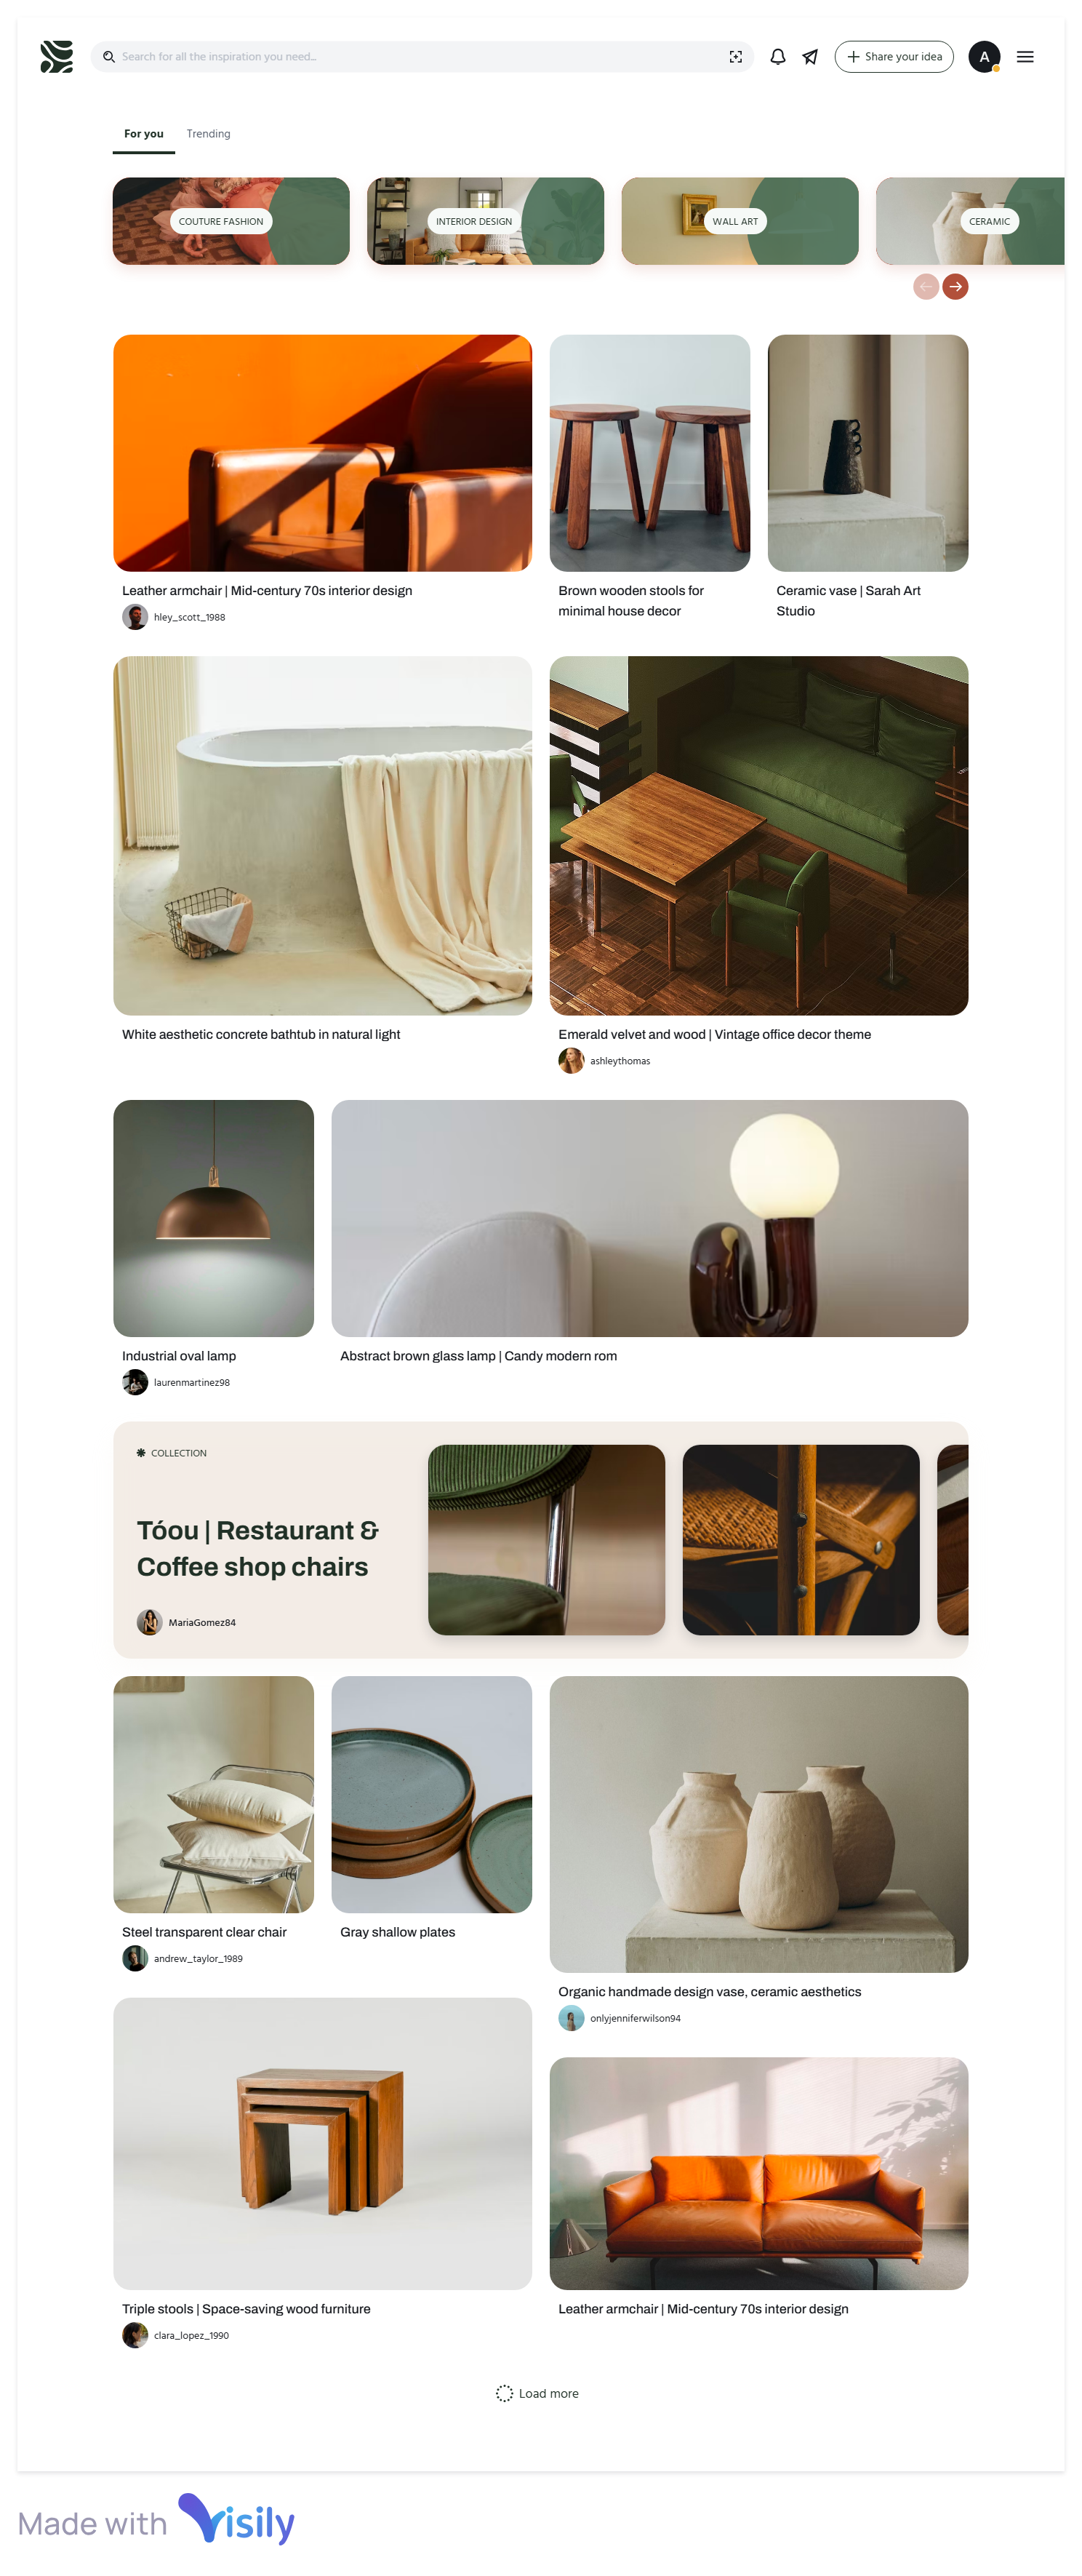 Search for all the inspiration you need...
Share your idea
A
For you
Trending
COUTURE FASHION
INTERIOR DESIGN
WALL ART
CERAMIC
Leather armchair | Mid-century 70s interior design
hley_scott_1988
Brown wooden stools for
minimal house decor
Ceramic vase | Sarah Art
Studio
White aesthetic concrete bathtub in natural light
Emerald velvet and wood | Vintage office decor theme
ashleythomas
Industrial oval lamp
laurenmartinez98
Abstract brown glass lamp | Candy modern rom
COLLECTION
Tóou | Restaurant &
Coffee shop chairs
MariaGomez84
Steel transparent clear chair
andrew_taylor_1989
Gray shallow plates
Organic handmade design vase, ceramic aesthetics
onlyjenniferwilson94
Triple stools | Space-saving wood furniture
clara_lopez_1990
Leather armchair | Mid-century 70s interior design
Load more
Made with Visily